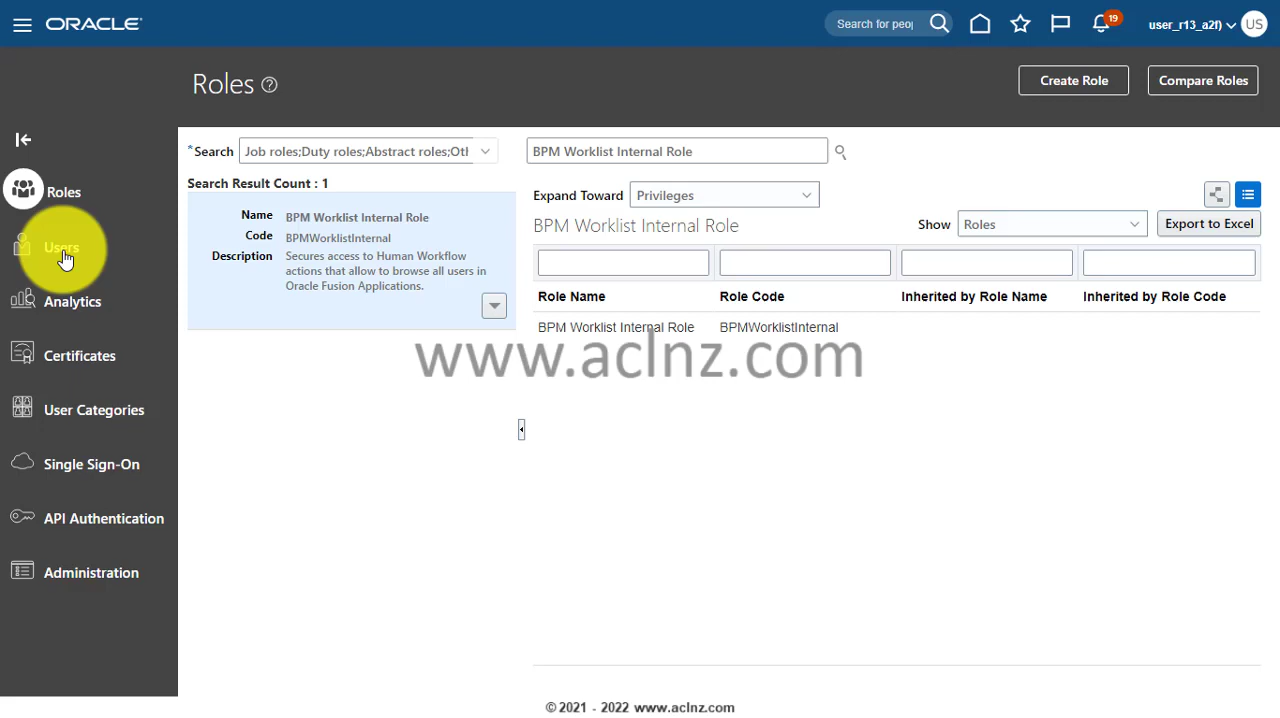 ORACLE
Search for peop
19
user_r13_a2f)
US
Roles
Create Role
Compare Roles
*Search
Job roles;Duty roles;Abstract roles;Otl
BPM Worklist Internal Role
Search Result Count : 1
Name BPM Worklist Internal Role
Code BPMWorklistInternal
Description Secures access to Human Workflow
actions that allow to browse all users in
Oracle Fusion Applications.
Expand Toward Privileges
BPM Worklist Internal Role
Show Roles
Export to Excel
Role Name Role Code Inherited by Role Name Inherited by Role Code
BPM Worklist Internal Role BPMWorklistInternal
Roles
Users
Analytics
Certificates
User Categories
Single Sign-On
API Authentication
Administration
www.aclnz.com
© 2021 - 2022 www.aclnz.com